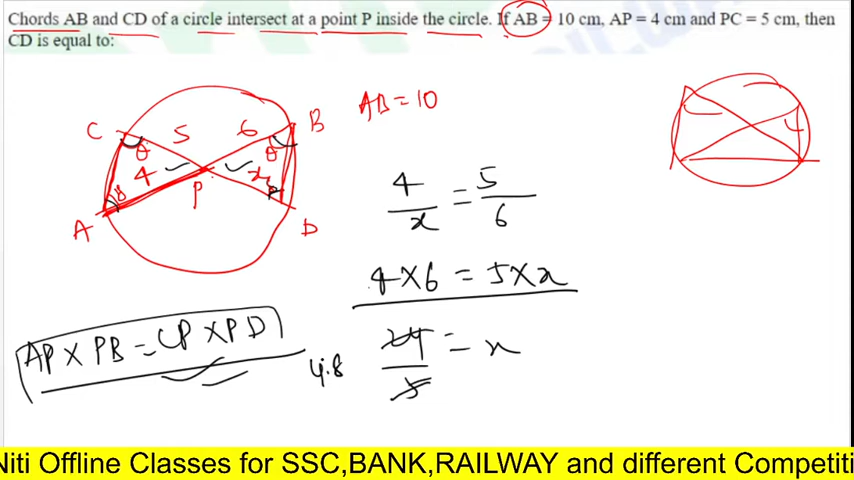 Chords AB and CD of a circle intersect at a point P inside the circle. If AB = 10 cm, AP = 4 cm and PC = 5 cm, then
CD is equal to:
AB = 10
C 5 6 B
θ 4 θ
x
P
A D
4/x = 5/6
4×6 = 5×x
24/5 = x
4.8
AP × PB = CP × PD
Niti Offline Classes for SSC,BANK,RAILWAY and different Competiti